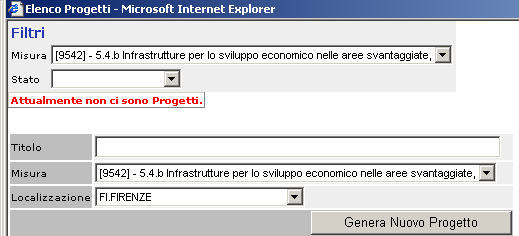 Elenco Progetti - Microsoft Internet Explorer
Filtri
Misura [9542] - 5.4.b Infrastrutture per lo sviluppo economico nelle aree svantaggiate,
Stato
Attualmente non ci sono Progetti.
Titolo
Misura [9542] - 5.4.b Infrastrutture per lo sviluppo economico nelle aree svantaggiate,
Localizzazione FI.FIRENZE
Genera Nuovo Progetto